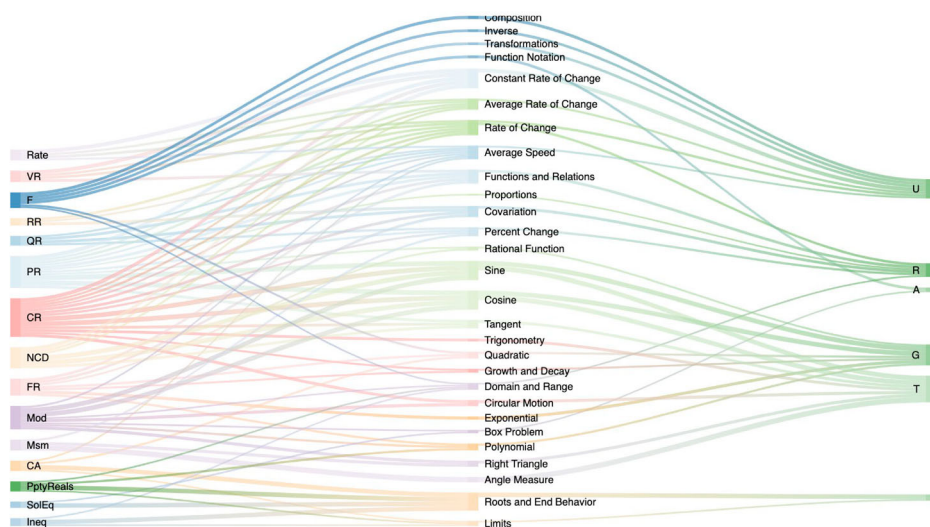 Rate
VR
F
RR
QR
PR
CR
NCD
FR
Mod
Msm
CA
PptyReals
SolEq
Ineq
Composition
Inverse
Transformations
Function Notation
Constant Rate of Change
Average Rate of Change
Rate of Change
Average Speed
Functions and Relations
Proportions
Covariation
Percent Change
Rational Function
Sine
Cosine
Tangent
Trigonometry
Quadratic
Growth and Decay
Domain and Range
Circular Motion
Exponential
Box Problem
Polynomial
Right Triangle
Angle Measure
Roots and End Behavior
Limits
U
R
A
G
T